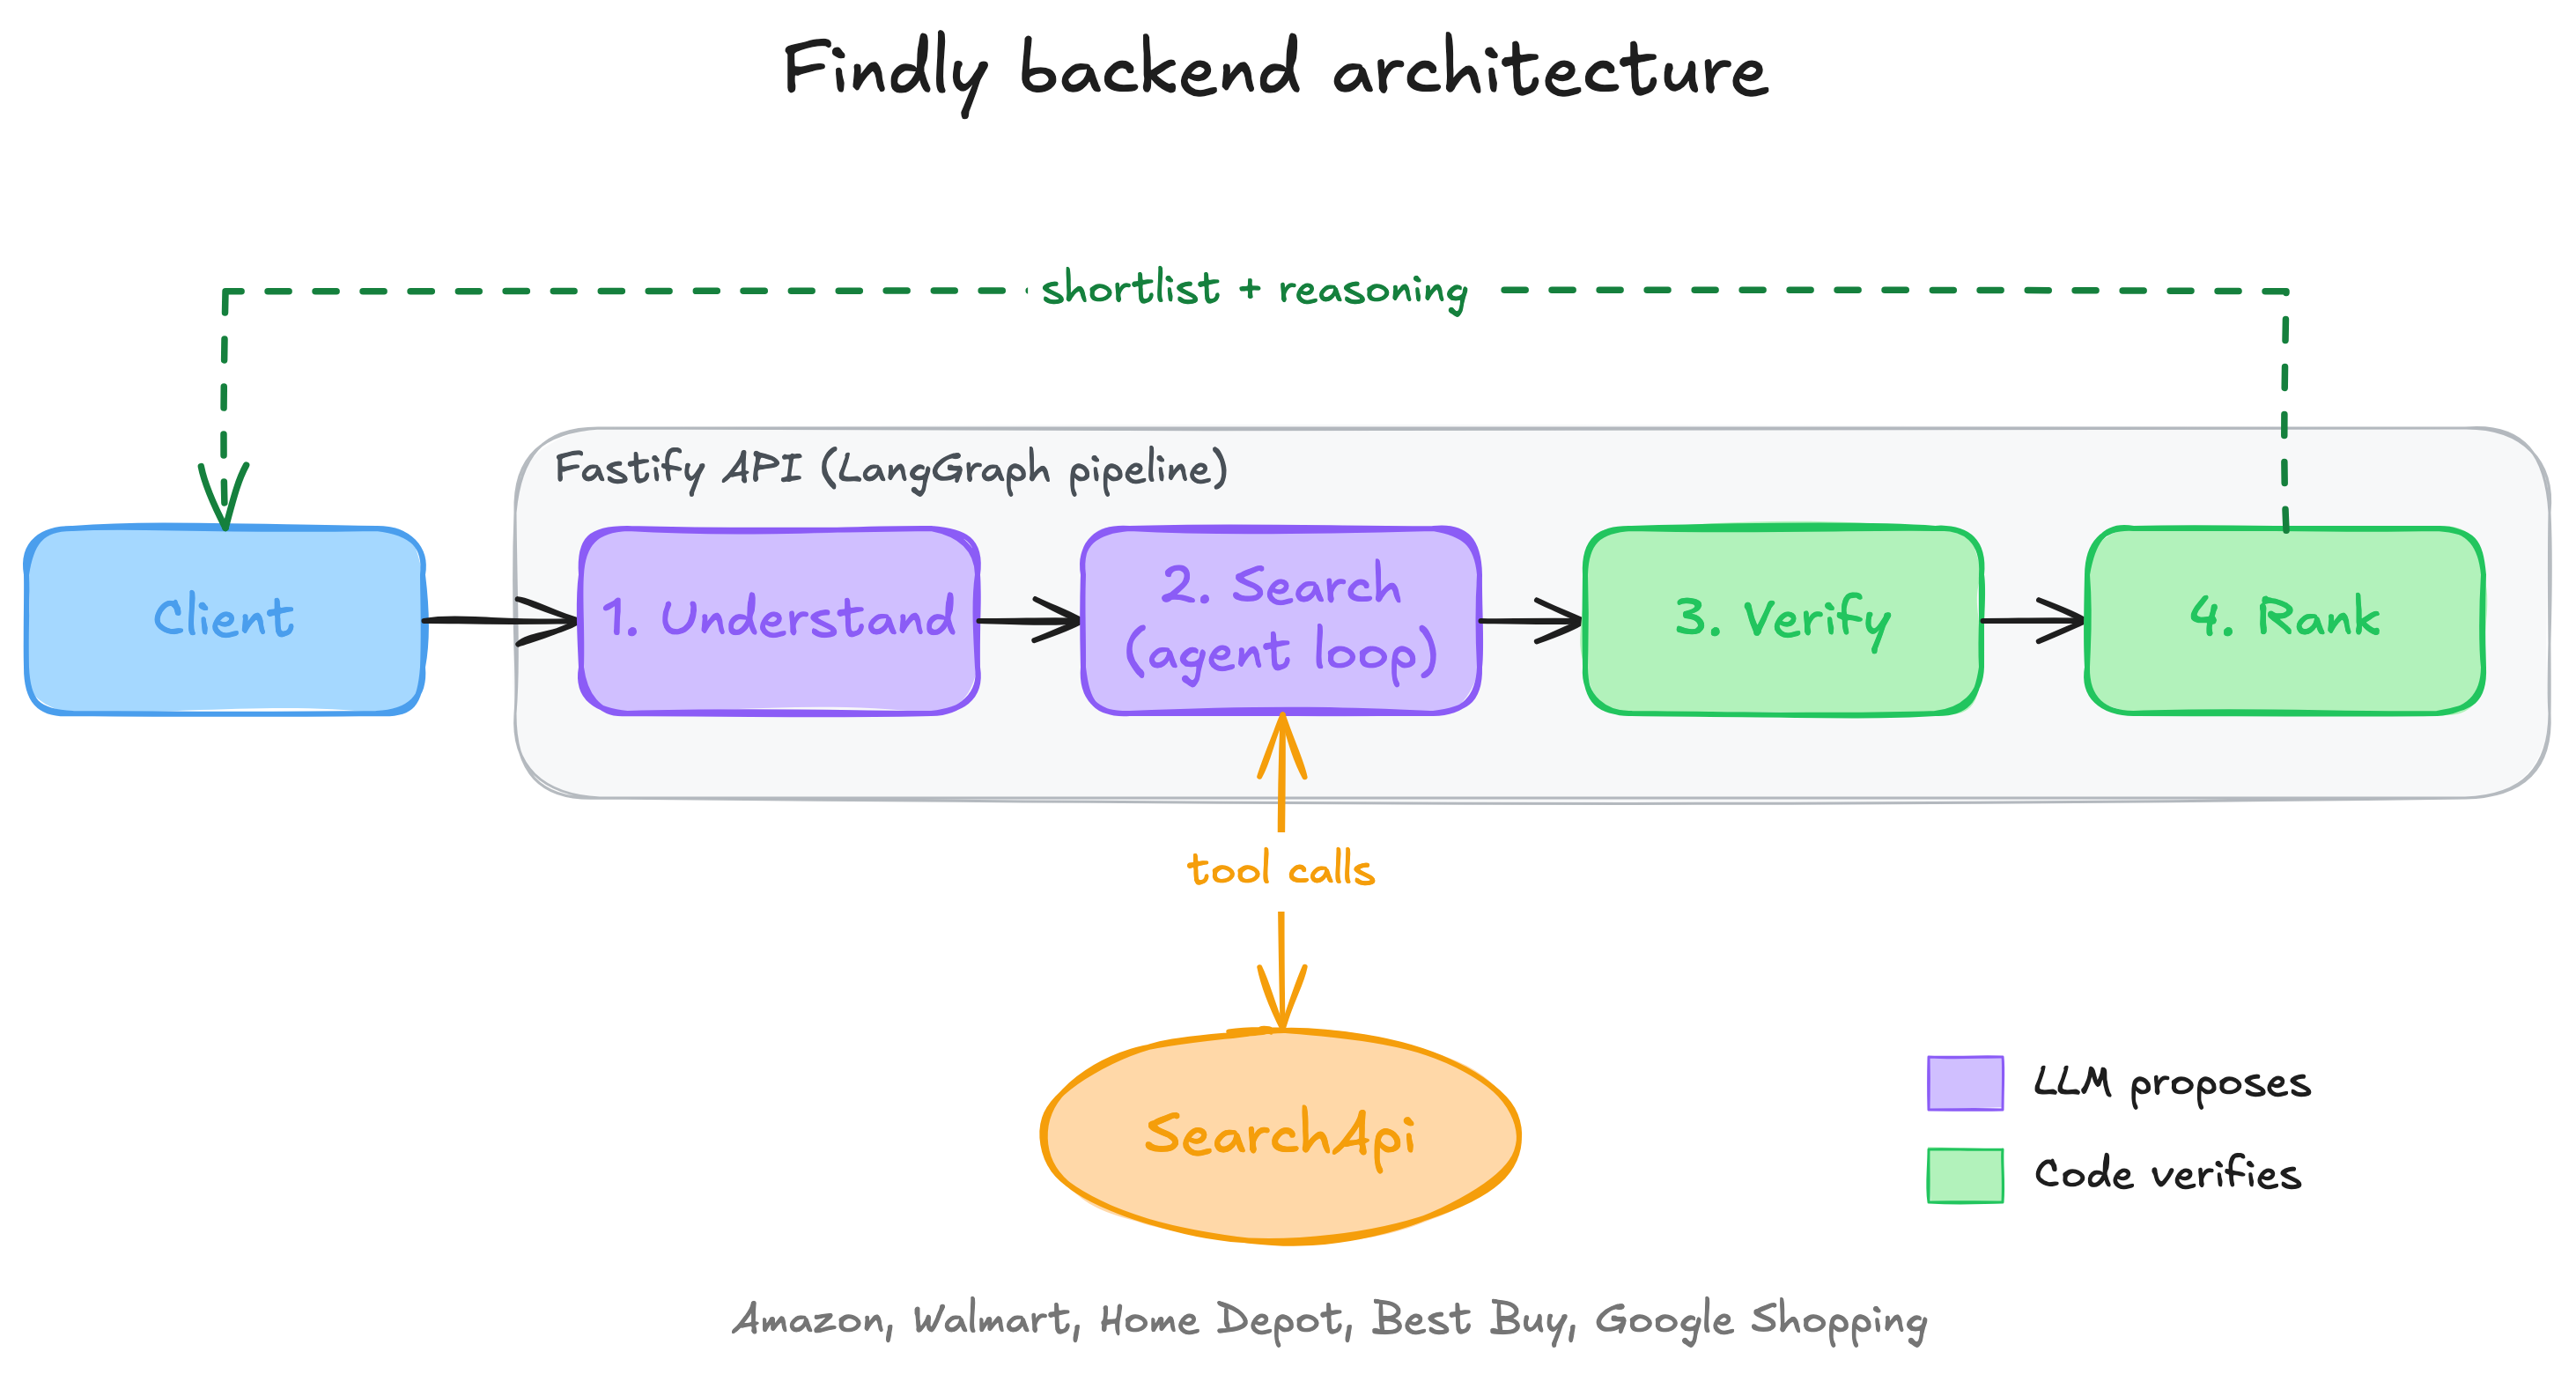 Findly backend architecture
shortlist + reasoning
Fastify API (LangGraph pipeline)
Client
1. Understand
2. Search
(agent loop)
3. Verify
4. Rank
tool calls
SearchApi
LLM proposes
Code verifies
Amazon, Walmart, Home Depot, Best Buy, Google Shopping